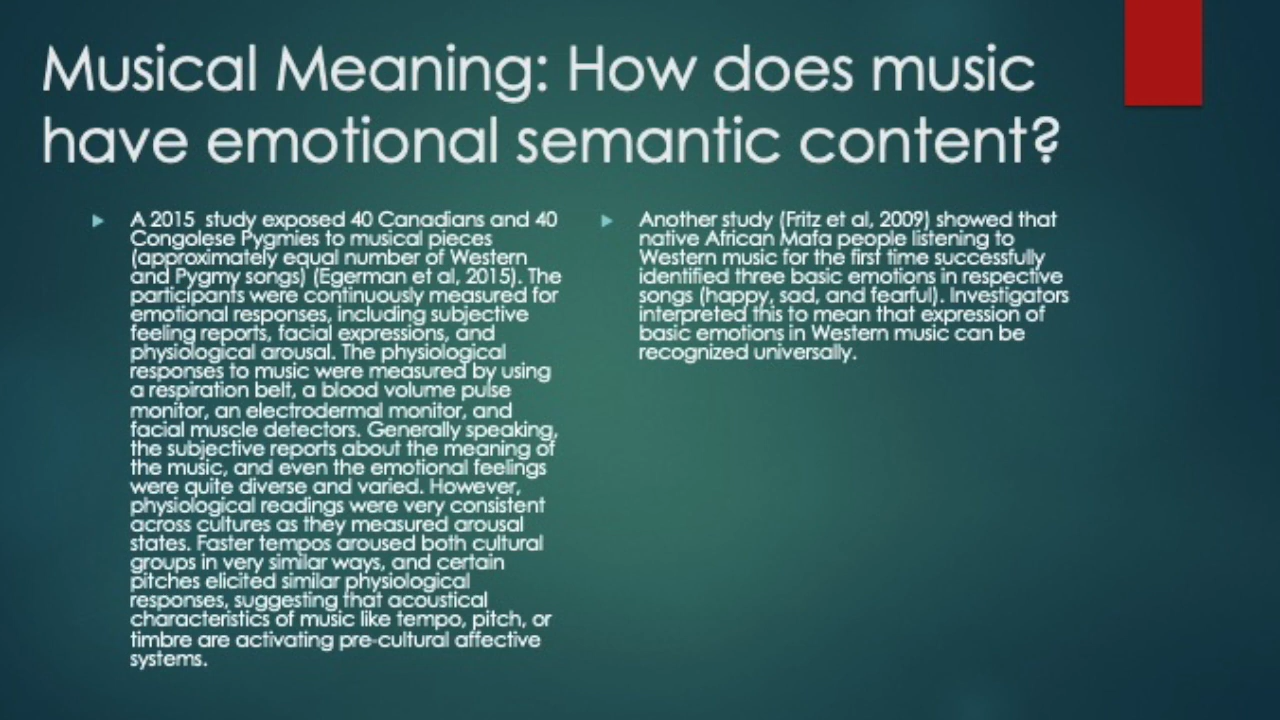 Musical Meaning: How does music
have emotional semantic content?
A 2015  study exposed 40 Canadians and 40
Congolese Pygmies to musical pieces
(approximately equal number of Western
and Pygmy songs) (Egerman et al, 2015). The
participants were continuously measured for
emotional responses, including subjective
feeling reports, facial expressions, and
physiological arousal. The physiological
responses to music were measured by using
a respiration belt, a blood volume pulse
monitor, an electrodermal monitor, and
facial muscle detectors. Generally speaking,
the subjective reports about the meaning of
the music, and even the emotional feelings
were quite diverse and varied. However,
physiological readings were very consistent
across cultures as they measured arousal
states. Faster tempos aroused both cultural
groups in very similar ways, and certain
pitches elicited similar physiological
responses, suggesting that acoustical
characteristics of music like tempo, pitch, or
timbre are activating pre-cultural affective
systems.
Another study (Fritz et al, 2009) showed that
native African Mafa people listening to
Western music for the first time successfully
identified three basic emotions in respective
songs (happy, sad, and fearful). Investigators
interpreted this to mean that expression of
basic emotions in Western music can be
recognized universally.